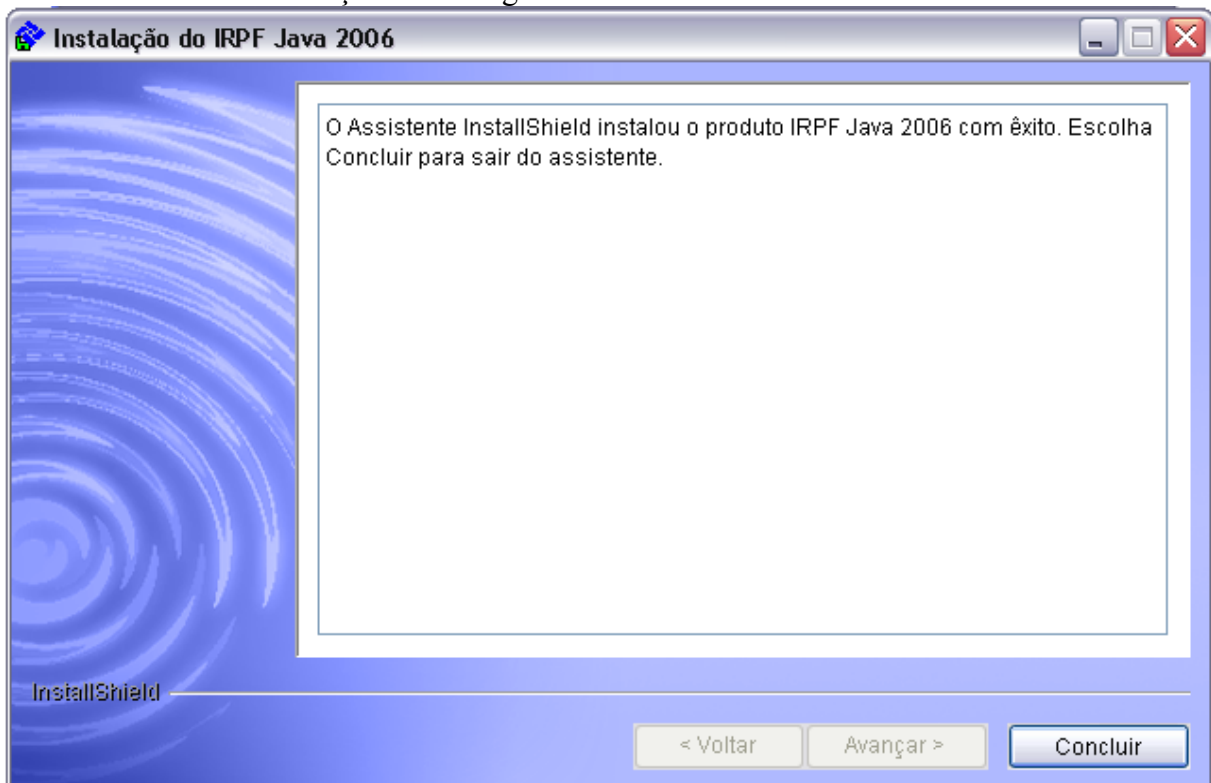 Instalação do IRPF Java 2006
O Assistente InstallShield instalou o produto IRPF Java 2006 com êxito. Escolha
Concluir para sair do assistente.
InstallShield
< Voltar
Avançar >
Concluir